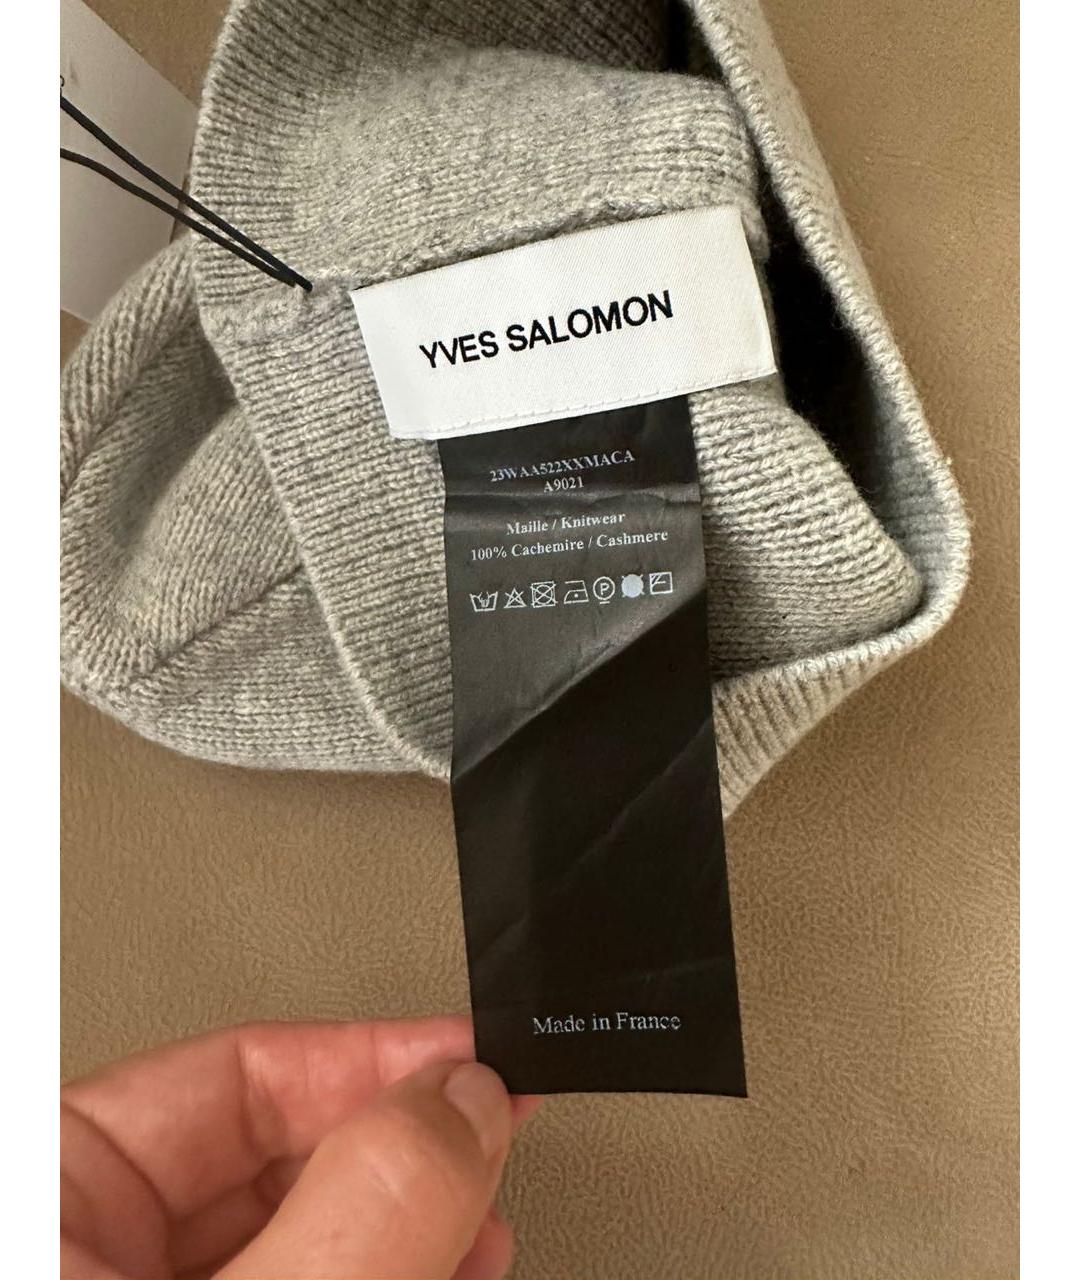 YVES SALOMON
23WAA522XXMACA
A9021
Maille / Knitwear
100% Cachemire / Cashmere
P
Made in France